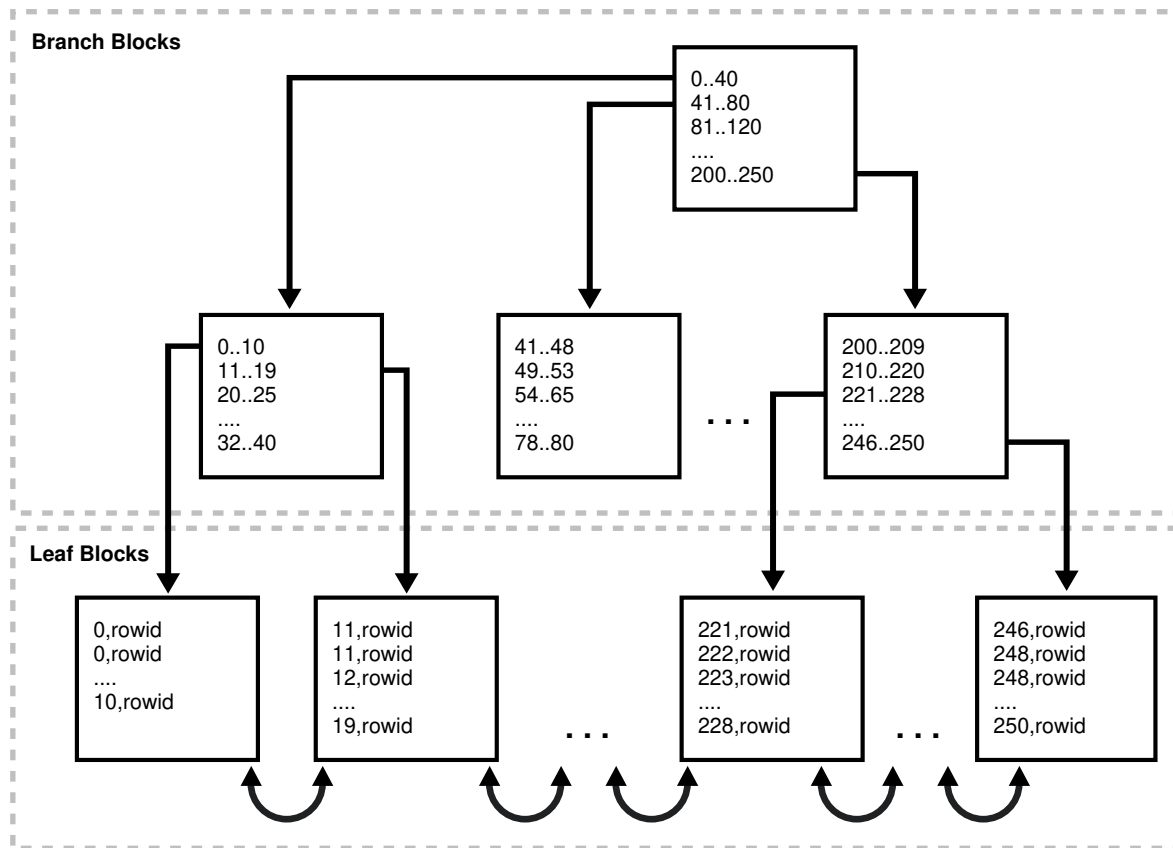 Branch Blocks
0..40
41..80
81..120
....
200..250
0..10
11..19
20..25
....
32..40
41..48
49..53
54..65
....
78..80
...
200..209
210..220
221..228
....
246..250
Leaf Blocks
0,rowid
0,rowid
....
10,rowid
11,rowid
11,rowid
12,rowid
....
19,rowid
...
221,rowid
222,rowid
223,rowid
....
228,rowid
...
246,rowid
248,rowid
248,rowid
....
250,rowid